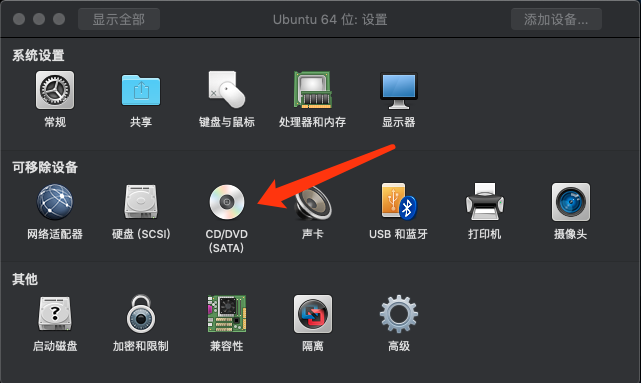 显示全部
Ubuntu 64 位: 设置
添加设备...
系统设置
常规
共享
键盘与鼠标
处理器和内存
显示器
可移除设备
网络适配器
硬盘 (SCSI)
CD/DVD
(SATA)
声卡
USB 和蓝牙
打印机
摄像头
其他
启动磁盘
加密和限制
兼容性
隔离
高级